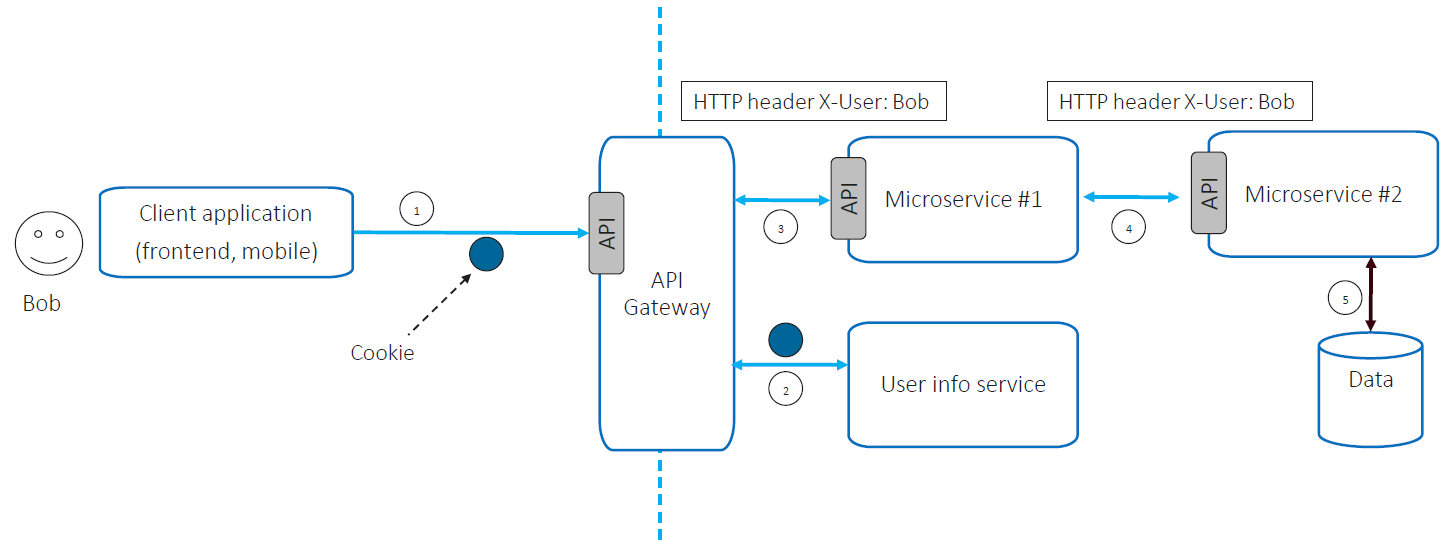 HTTP header X-User: Bob
HTTP header X-User: Bob
Client application
(frontend, mobile)
1
API
API
Microservice #1
API
Microservice #2
3
4
Bob
API
Gateway
5
Cookie
2
User info service
Data